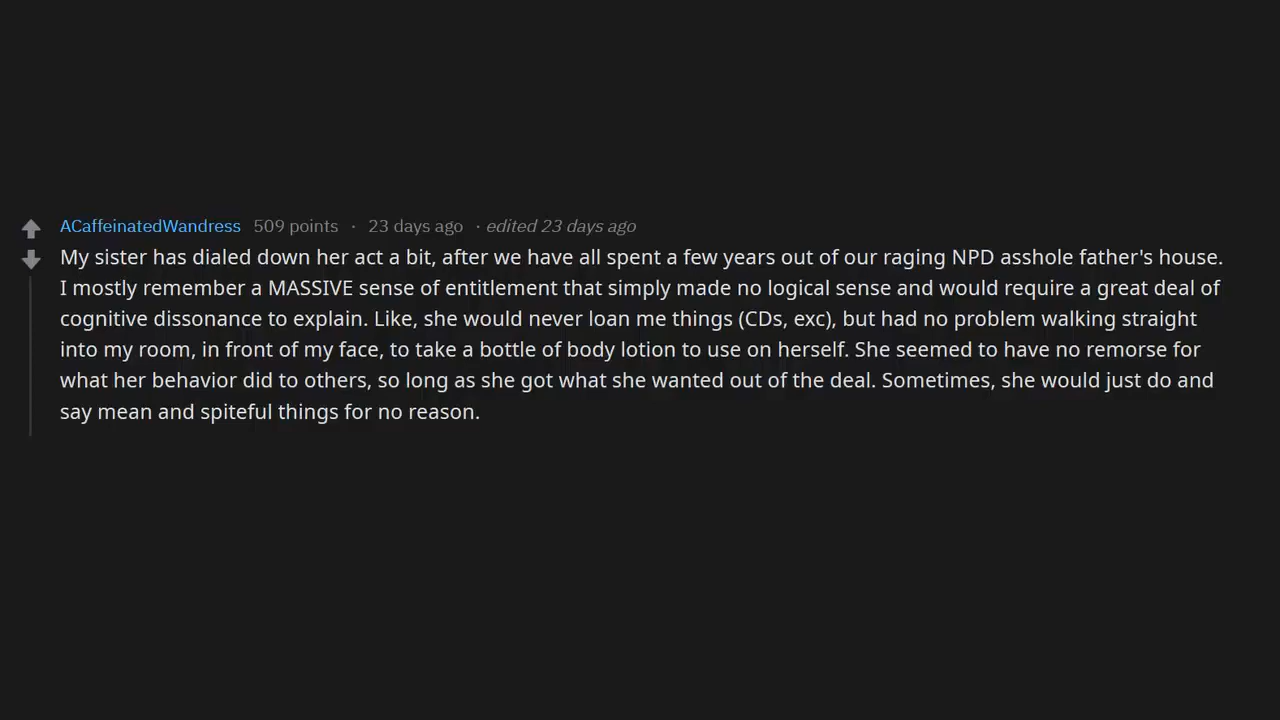 ACaffeinatedWandress 509 points · 23 days ago · edited 23 days ago
My sister has dialed down her act a bit, after we have all spent a few years out of our raging NPD asshole father's house.
I mostly remember a MASSIVE sense of entitlement that simply made no logical sense and would require a great deal of
cognitive dissonance to explain. Like, she would never loan me things (CDs, exc), but had no problem walking straight
into my room, in front of my face, to take a bottle of body lotion to use on herself. She seemed to have no remorse for
what her behavior did to others, so long as she got what she wanted out of the deal. Sometimes, she would just do and
say mean and spiteful things for no reason.